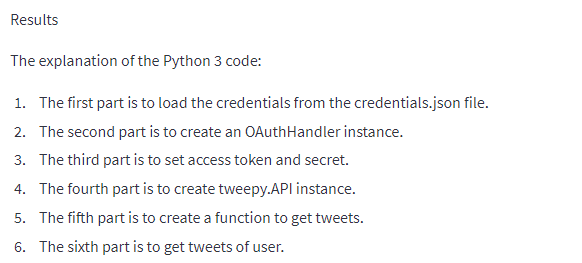 Results
The explanation of the Python 3 code:
1. The first part is to load the credentials from the credentials.json file.
2. The second part is to create an OAuthHandler instance.
3. The third part is to set access token and secret.
4. The fourth part is to create tweepy.API instance.
5. The fifth part is to create a function to get tweets.
6. The sixth part is to get tweets of user.